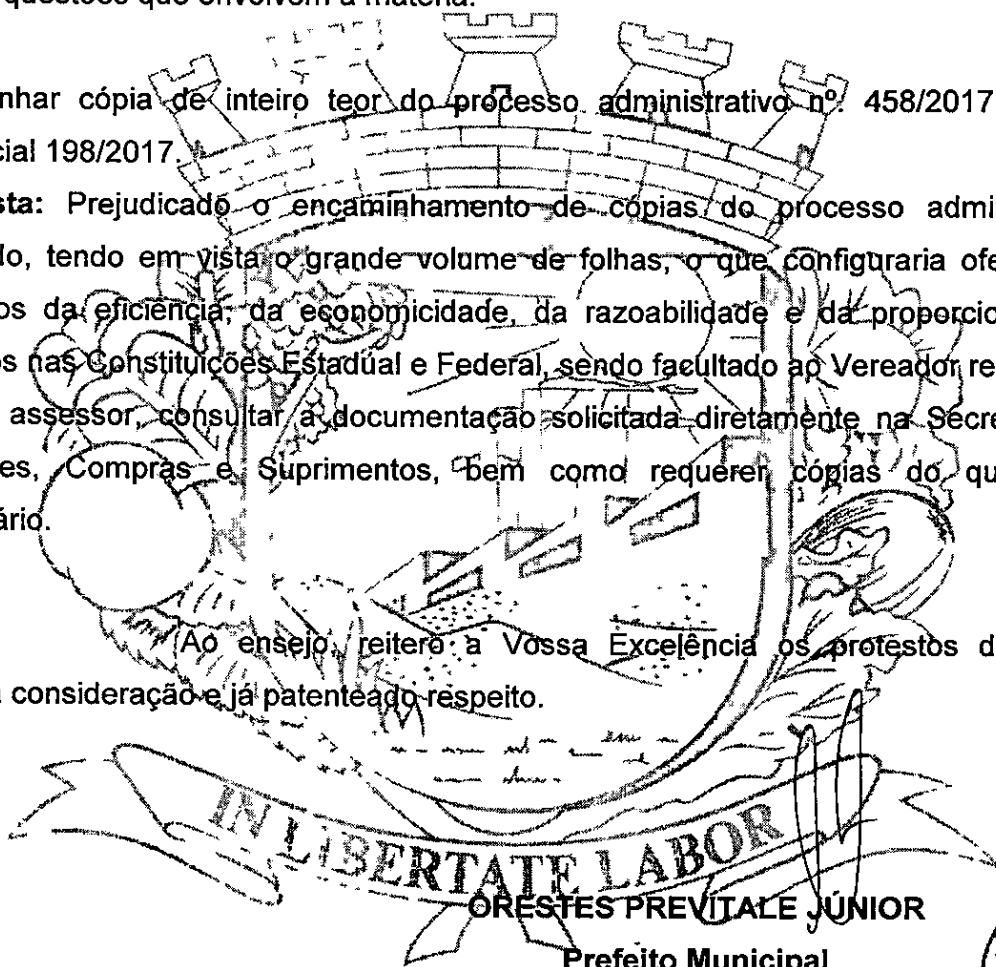 questões que envolvem a matéria.
nhar cópia de inteiro teor do processo administrativo nº. 458/2017
cial 198/2017.
sta: Prejudicado o encaminhamento de cópias do processo admi
do, tendo em vista o grande volume de folhas, o que configuraria ofe
os da eficiência, da economicidade, da razoabilidade e da proporcio
os nas Constituições Estadual e Federal, sendo facultado ao Vereador re
assessor, consultar a documentação solicitada diretamente na Secre
es, Compras e Suprimentos, bem como requerer cópias do qu
ário.
Ao ensejo, reitero a Vossa Excelência os protestos d
consideração e já patenteado respeito.
IN LIBERTATE LABOR
ORESTES PREVITALE JÚNIOR
Prefeito Municipal